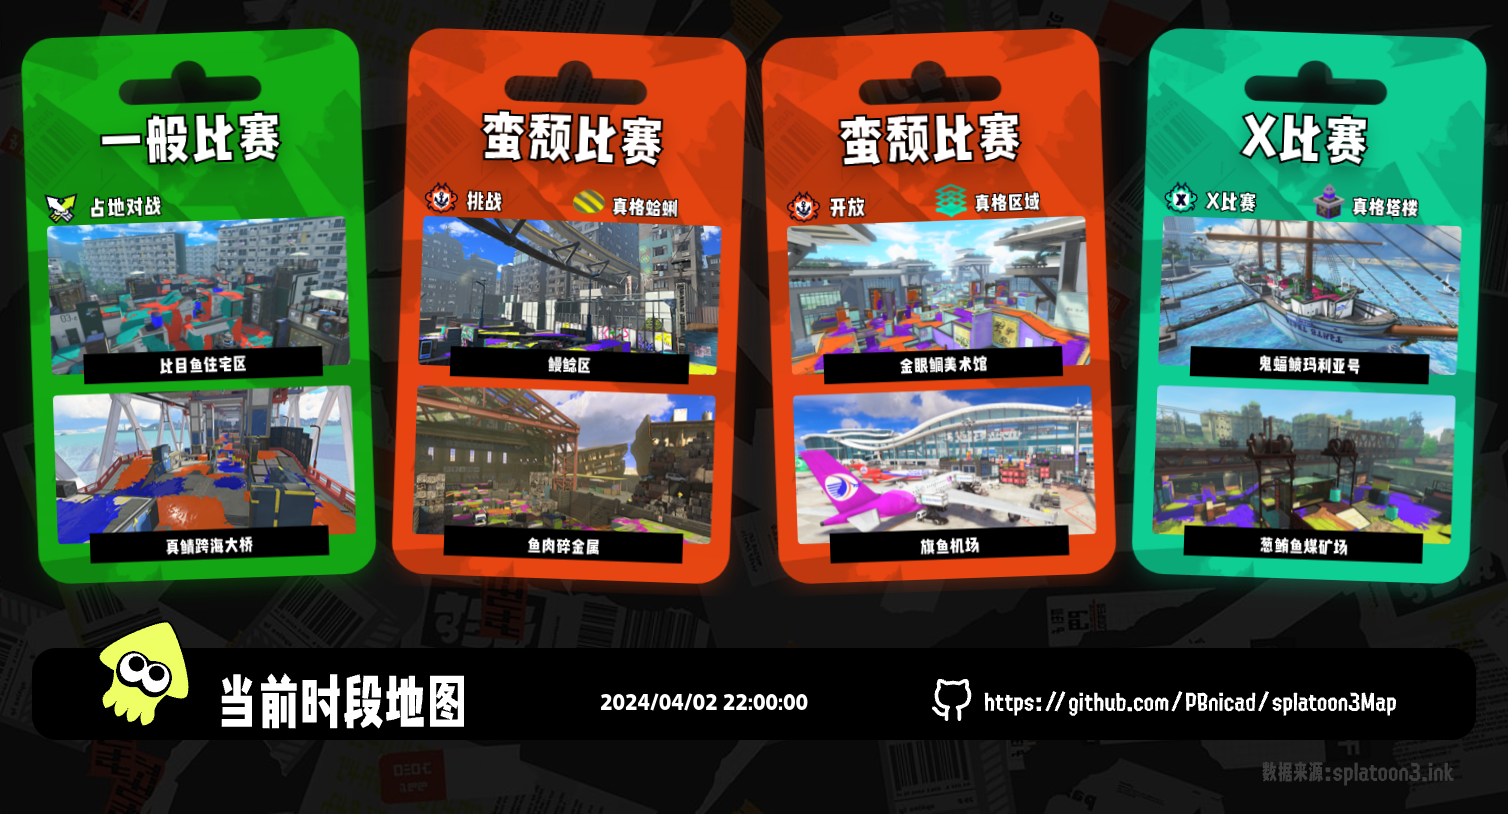 一般比赛
占地对战
比目鱼住宅区
真鲭跨海大桥
蛮颓比赛
挑战
真格蛤蜊
鳗鲶区
鱼肉碎金属
蛮颓比赛
开放
真格区域
金眼鲷美术馆
旗鱼机场
X比赛
X比赛
真格塔楼
鬼蝠鲼玛利亚号
葱鲔鱼煤矿场
当前时段地图
2024/04/02 22:00:00
https://github.com/PBnicad/splatoon3Map
数据来源:splatoon3.ink